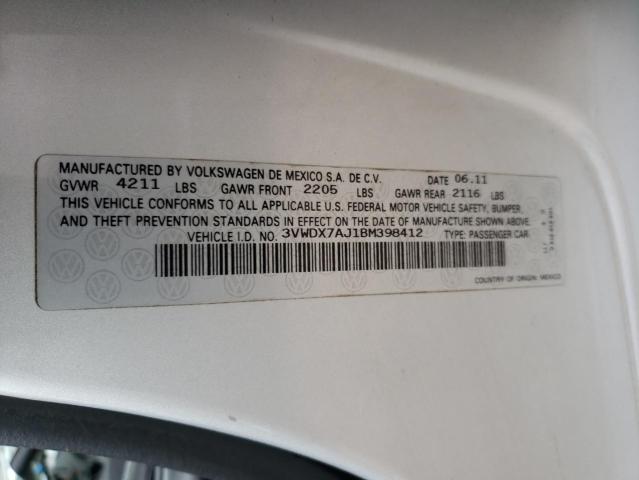 MANUFACTURED BY VOLKSWAGEN DE MEXICO S.A. DE C.V. DATE 06.11
GVWR 4211 LBS GAWR FRONT 2205 LBS GAWR REAR 2116 LBS
THIS VEHICLE CONFORMS TO ALL APPLICABLE U.S. FEDERAL MOTOR VEHICLE SAFETY, BUMPER,
AND THEFT PREVENTION STANDARDS IN EFFECT ON THE DATE OF MANUFACTURE SHOWN ABOVE.
VEHICLE I.D. NO. 3VWDX7AJ1BM398412 TYPE: PASSENGER CAR
COUNTRY OF ORIGIN: MEXICO